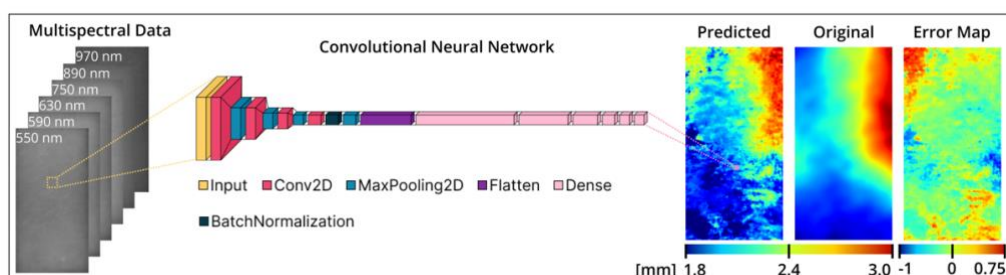 Multispectral Data
Convolutional Neural Network
Predicted Original Error Map
970 nm
890 nm
750 nm
630 nm
590 nm
550 nm
Input Conv2D MaxPooling2D Flatten Dense
BatchNormalization
[mm] 1.8 2.4 3.0 -1 0 0.75